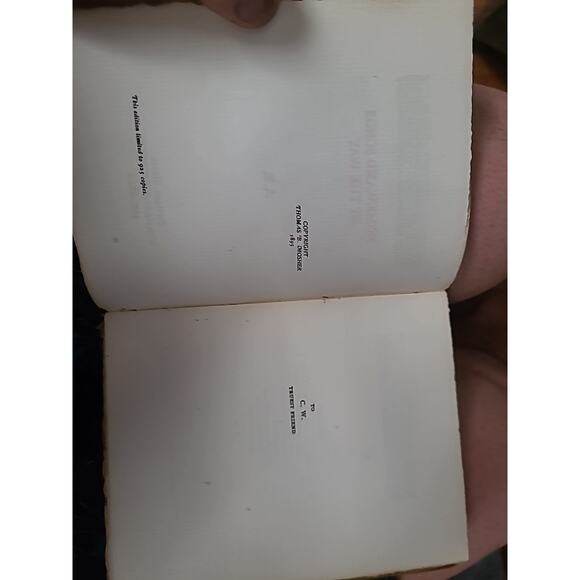 COPYRIGHT
THOMAS B. MOSHER
1895
This edition limited to 925 copies.
TO
C. W.
TRUEST FRIEND